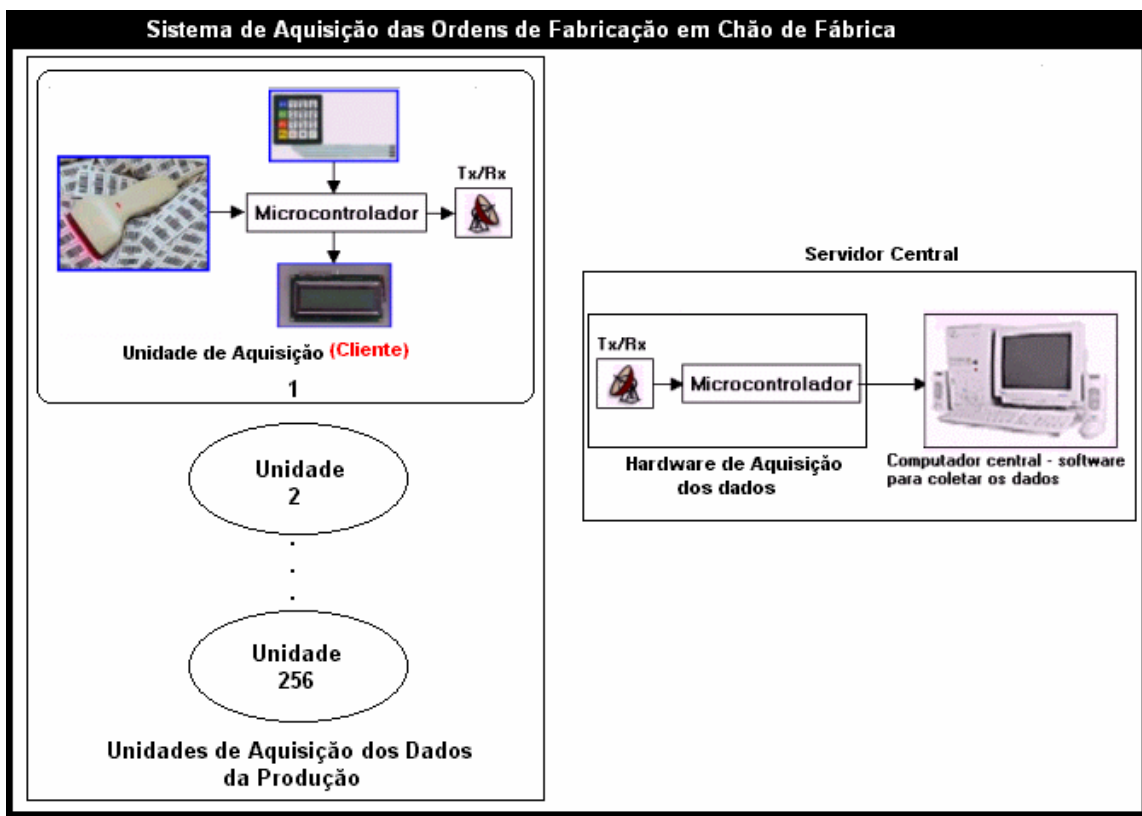 Sistema de Aquisição das Ordens de Fabricação em Chão de Fábrica
Tx/Rx
Microcontrolador
Unidade de Aquisição (Cliente)
1
Unidade
2
Unidade
256
Unidades de Aquisição dos Dados
da Produção
Servidor Central
Tx/Rx
Microcontrolador
Hardware de Aquisição
dos dados
Computador central - software
para coletar os dados